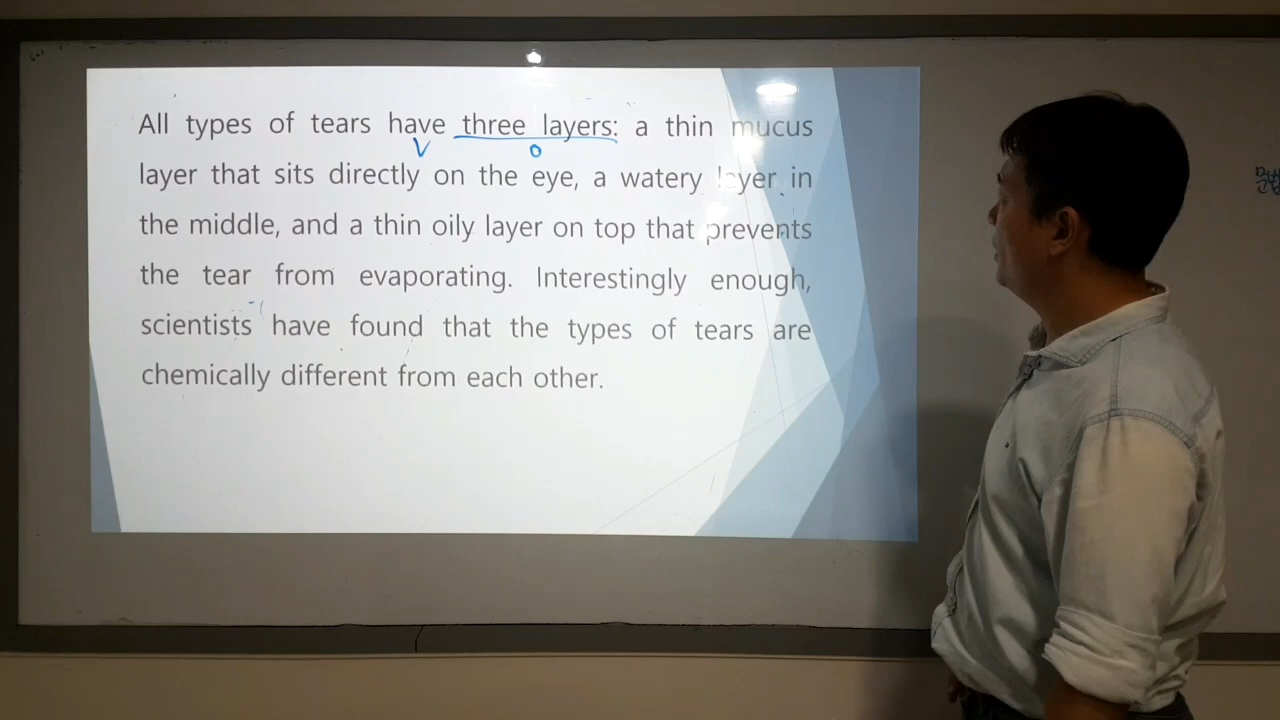 All types of tears have three layers: a thin mucus
V O
layer that sits directly on the eye, a watery layer in
the middle, and a thin oily layer on top that prevents
the tear from evaporating. Interestingly enough,
scientists have found that the types of tears are
chemically different from each other.